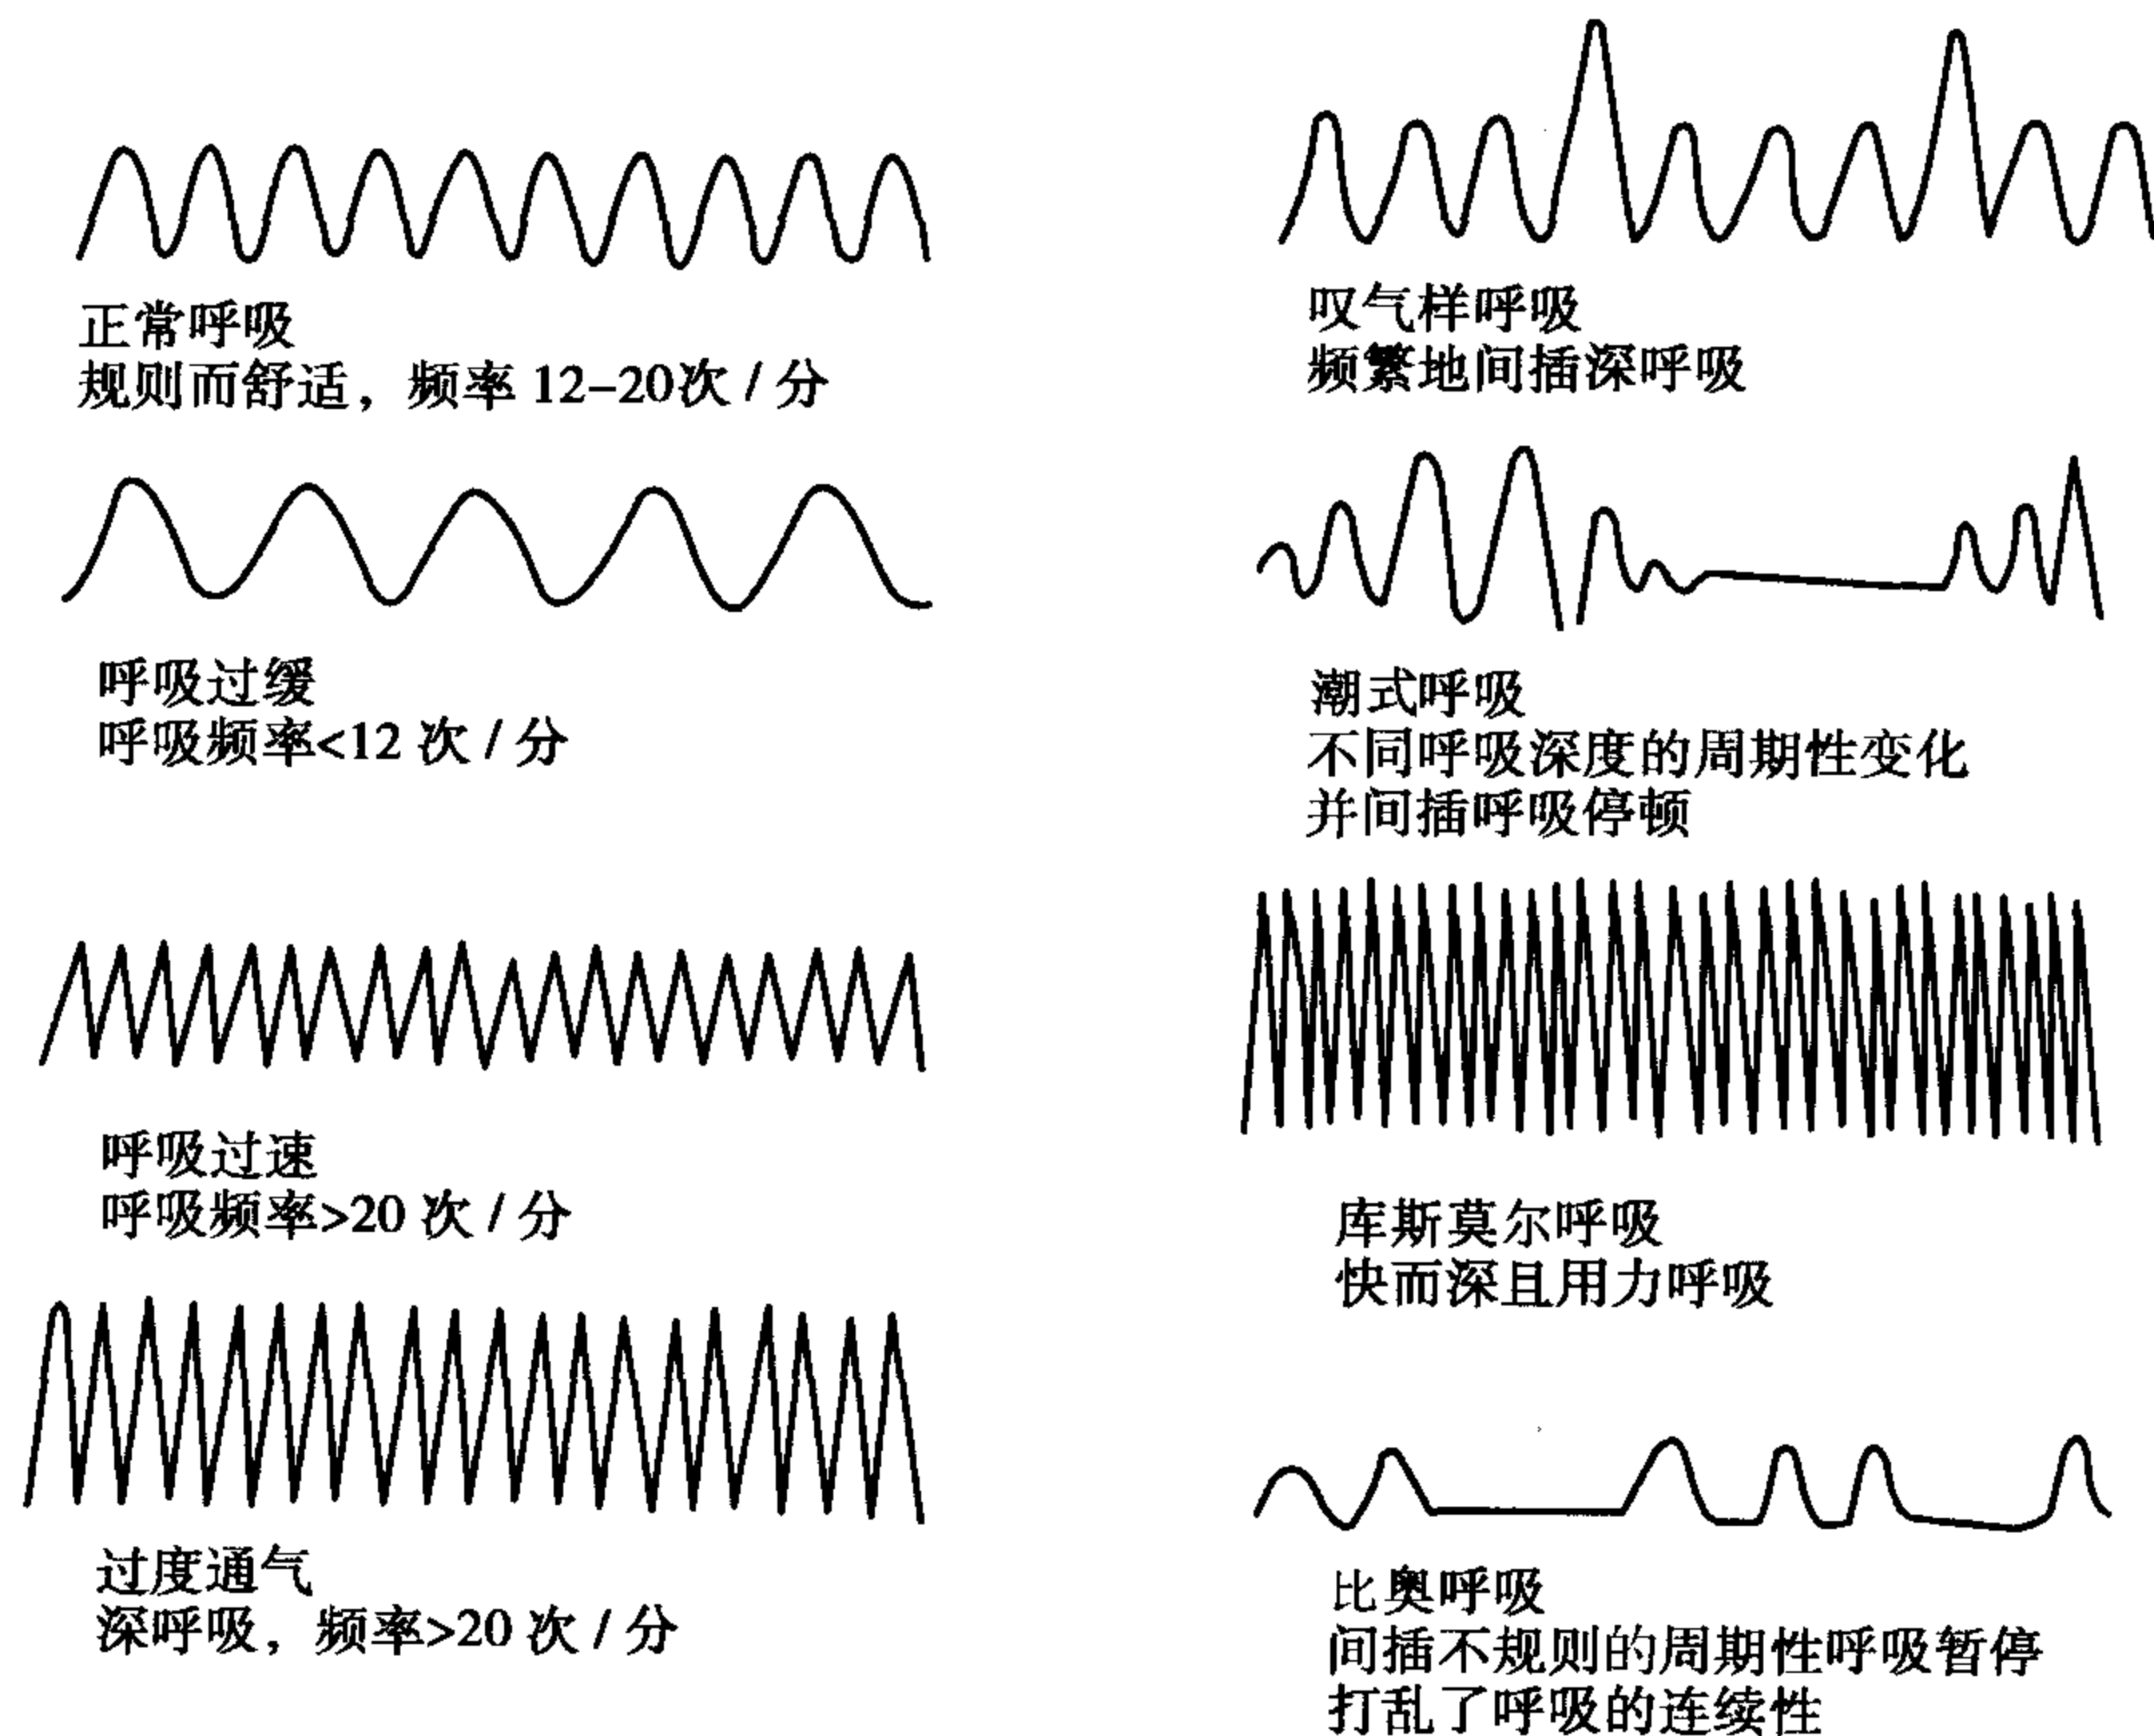 正常呼吸
规则而舒适，频率 12–20次 / 分
呼吸过缓
呼吸频率<12 次 / 分
呼吸过速
呼吸频率>20 次 / 分
过度通气
深呼吸，频率>20 次 / 分
叹气样呼吸
频繁地间插深呼吸
潮式呼吸
不同呼吸深度的周期性变化
并间插呼吸停顿
库斯莫尔呼吸
快而深且用力呼吸
比奥呼吸
间插不规则的周期性呼吸暂停
打乱了呼吸的连续性